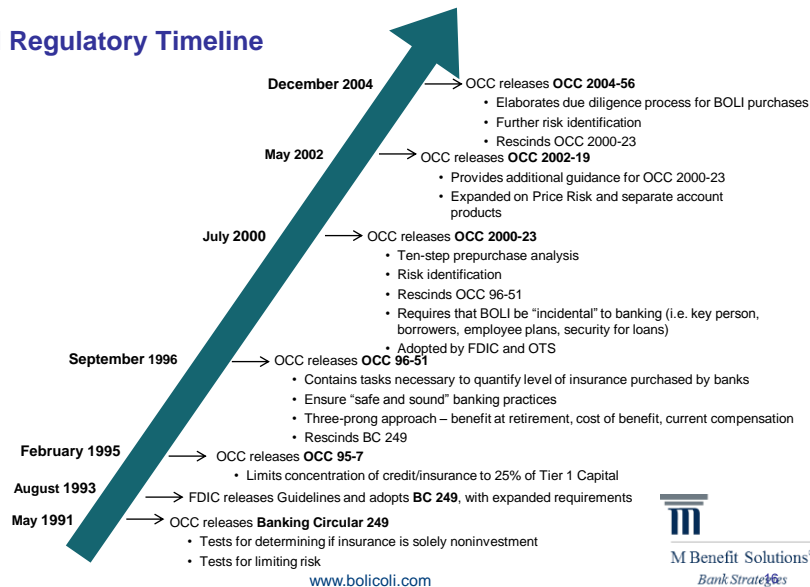 Regulatory Timeline
December 2004
OCC releases OCC 2004-56
• Elaborates due diligence process for BOLI purchases
• Further risk identification
• Rescinds OCC 2000-23
May 2002
OCC releases OCC 2002-19
• Provides additional guidance for OCC 2000-23
• Expanded on Price Risk and separate account
products
July 2000
OCC releases OCC 2000-23
• Ten-step prepurchase analysis
• Risk identification
• Rescinds OCC 96-51
• Requires that BOLI be “incidental” to banking (i.e. key person,
borrowers, employee plans, security for loans)
• Adopted by FDIC and OTS
September 1996
OCC releases OCC 96-51
• Contains tasks necessary to quantify level of insurance purchased by banks
• Ensure “safe and sound” banking practices
• Three-prong approach – benefit at retirement, cost of benefit, current compensation
• Rescinds BC 249
February 1995
OCC releases OCC 95-7
• Limits concentration of credit/insurance to 25% of Tier 1 Capital
August 1993
FDIC releases Guidelines and adopts BC 249, with expanded requirements
May 1991
OCC releases Banking Circular 249
• Tests for determining if insurance is solely noninvestment
• Tests for limiting risk
www.bolicoli.com
m
M Benefit Solutions
Bank Strategies
16